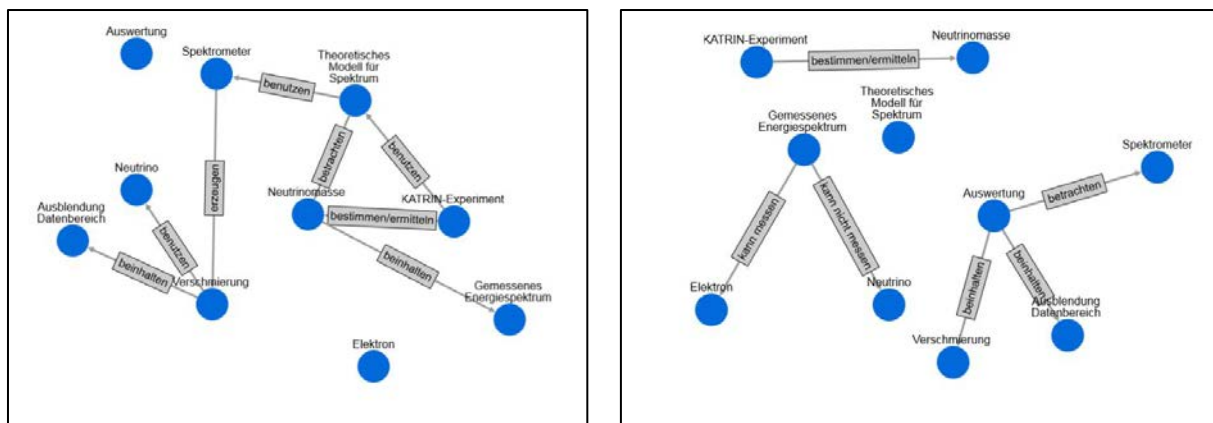 Auswertung
Spektrometer
Theoretisches
Modell für
Spektrum
benutzen
betrachten
benutzen
erzeugen
Neutrino
Neutrinomasse
KATRIN-Experiment
bestimmen/ermitteln
Ausblendung
Datenbereich
benutzen
beinhalten
Verschmierung
beinhalten
Gemessenes
Energiespektrum
Elektron
KATRIN-Experiment
bestimmen/ermitteln
Neutrinomasse
Theoretisches
Modell für
Spektrum
Gemessenes
Energiespektrum
kann messen
kann nicht messen
Elektron
Neutrino
Spektrometer
betrachten
Auswertung
beinhalten
beinhalten
Ausblendung
Datenbereich
Verschmierung